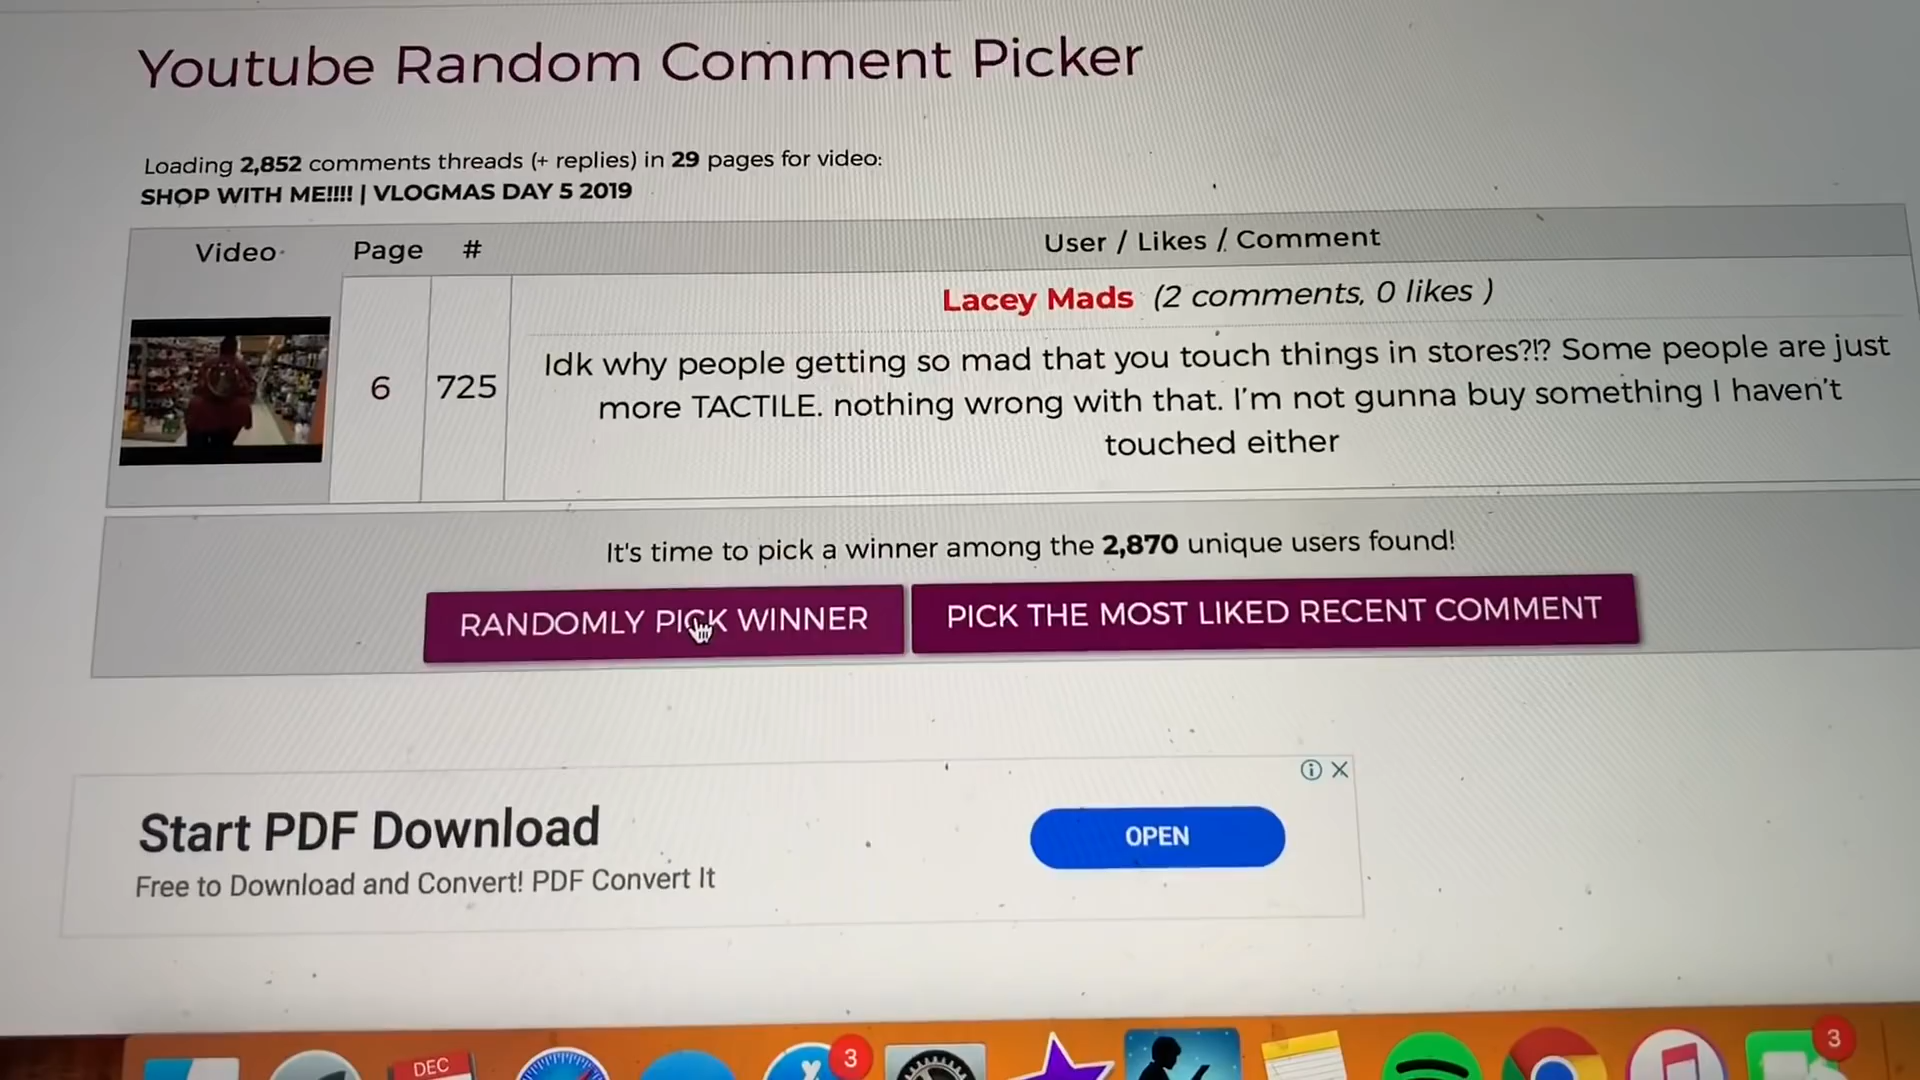 Youtube Random Comment Picker
Loading 2,852 comments threads (+ replies) in 29 pages for video:
SHOP WITH ME!!!! | VLOGMAS DAY 5 2019
Video Page # User / Likes / Comment
Lacey Mads (2 comments, 0 likes )
6 725
Idk why people getting so mad that you touch things in stores?!? Some people are just
more TACTILE. nothing wrong with that. I'm not gunna buy something I haven't
touched either
It's time to pick a winner among the 2,870 unique users found!
RANDOMLY PICK WINNER PICK THE MOST LIKED RECENT COMMENT
Start PDF Download
Free to Download and Convert! PDF Convert It
OPEN
DEC
3
3